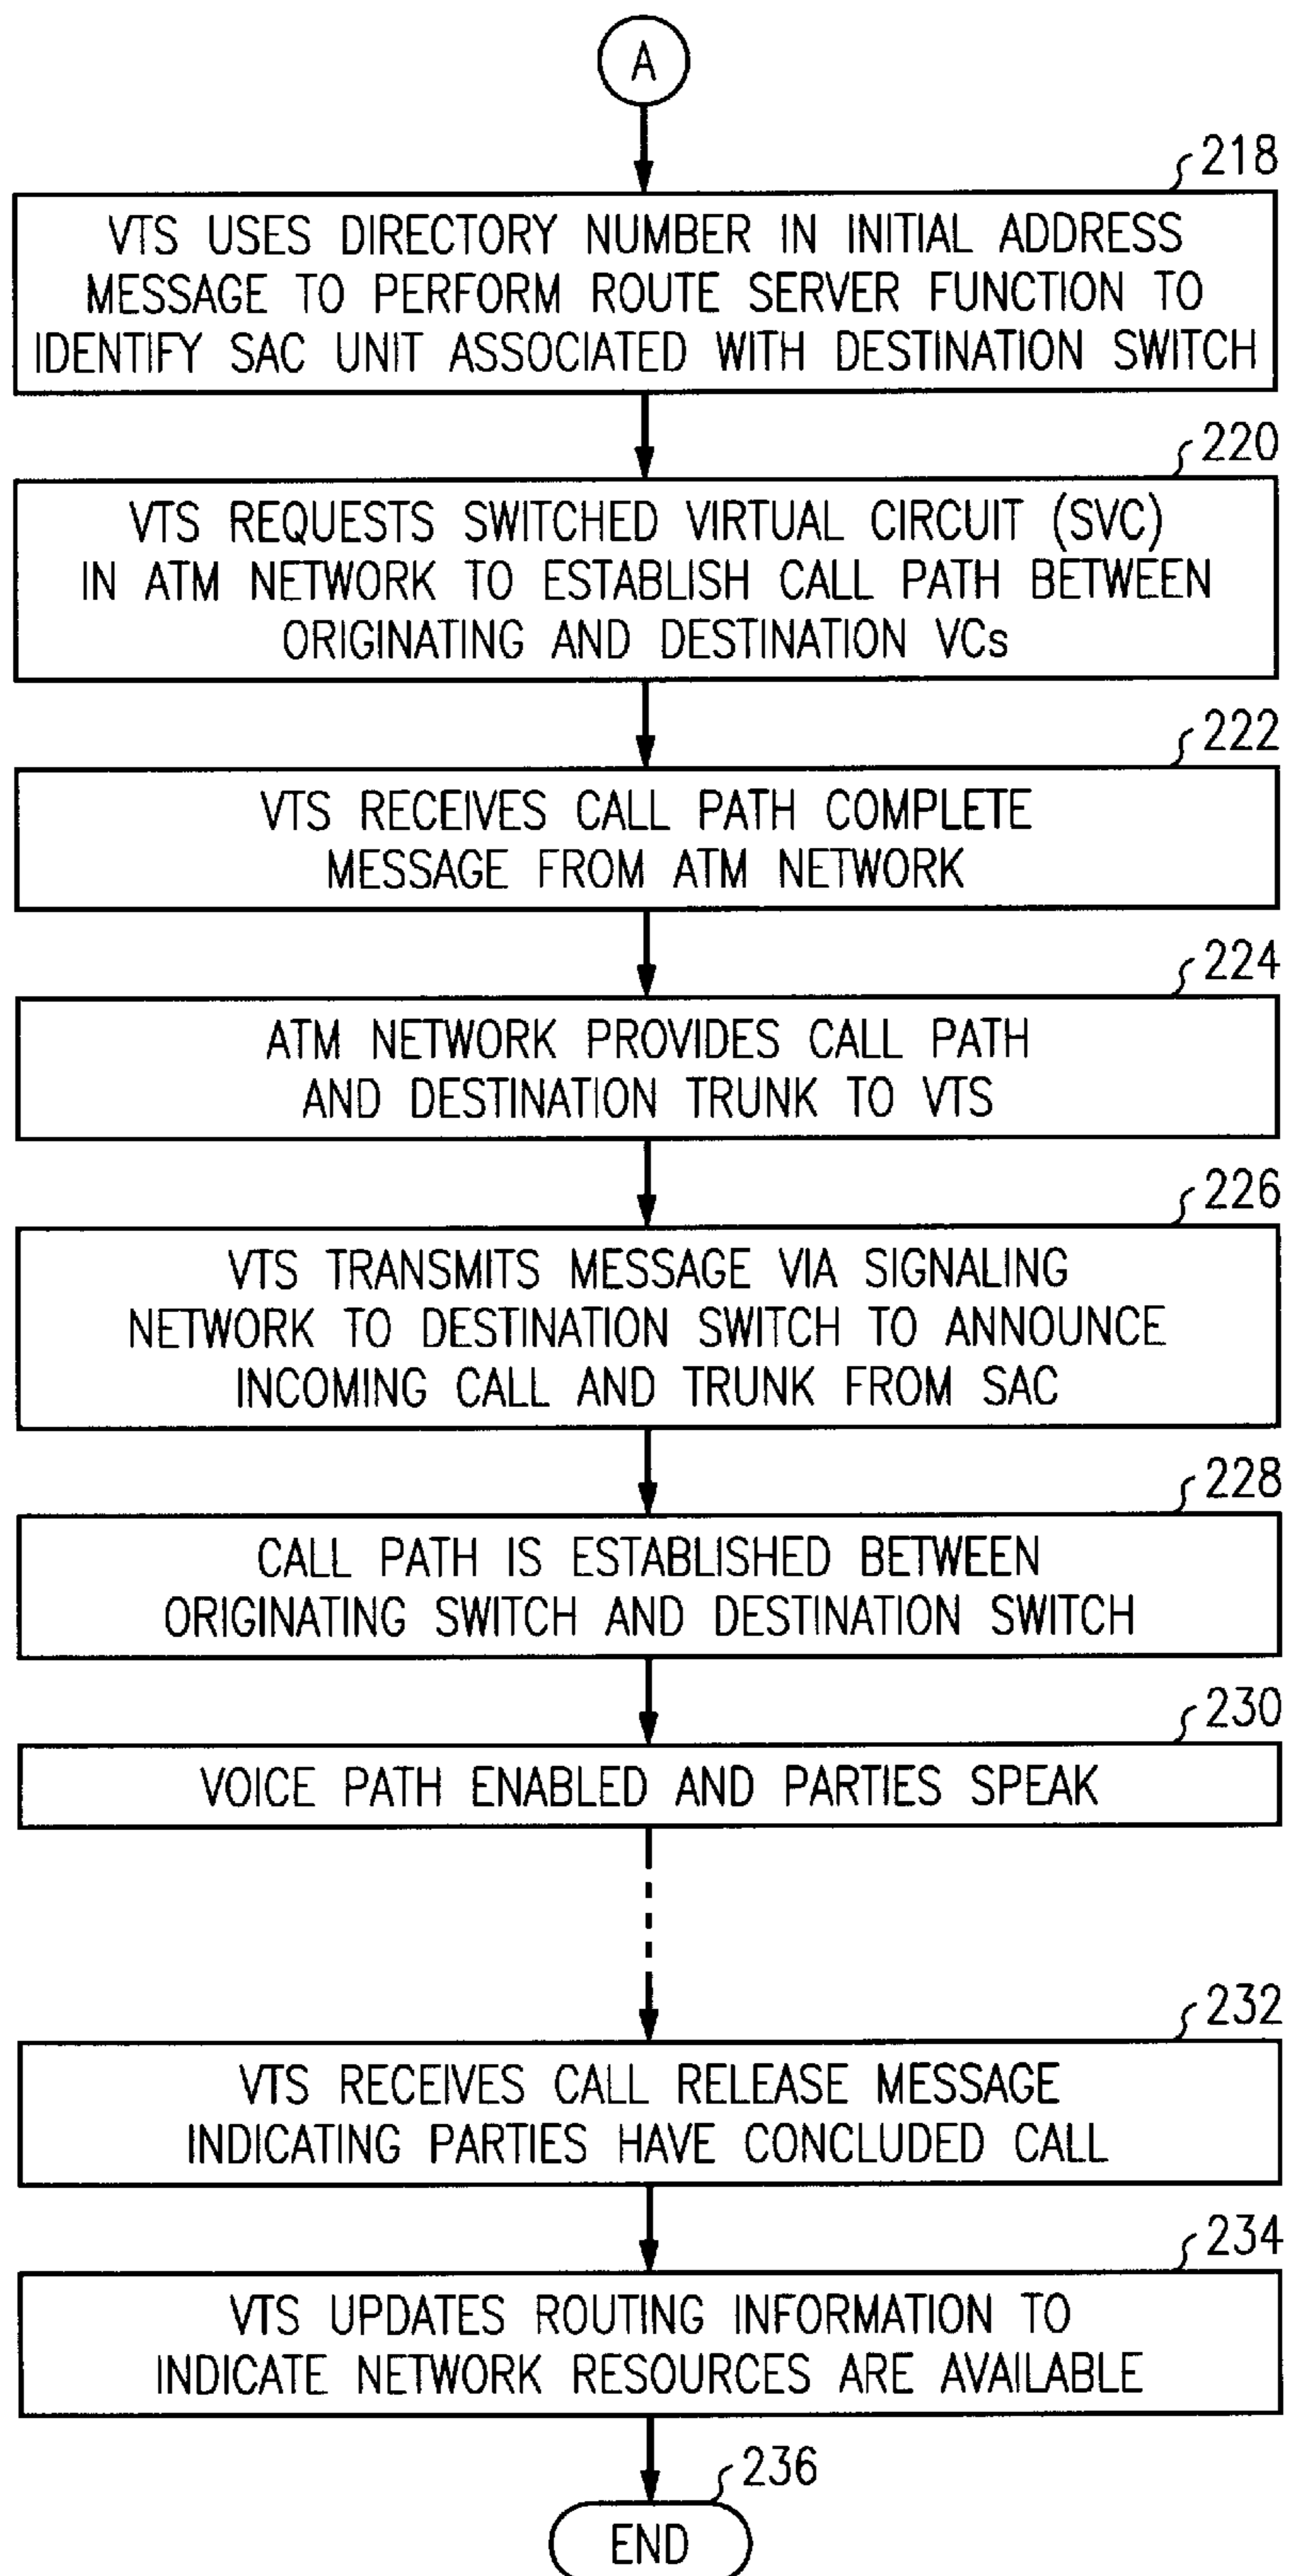 A
218
VTS USES DIRECTORY NUMBER IN INITIAL ADDRESS
MESSAGE TO PERFORM ROUTE SERVER FUNCTION TO
IDENTIFY SAC UNIT ASSOCIATED WITH DESTINATION SWITCH
220
VTS REQUESTS SWITCHED VIRTUAL CIRCUIT (SVC)
IN ATM NETWORK TO ESTABLISH CALL PATH BETWEEN
ORIGINATING AND DESTINATION VCs
222
VTS RECEIVES CALL PATH COMPLETE
MESSAGE FROM ATM NETWORK
224
ATM NETWORK PROVIDES CALL PATH
AND DESTINATION TRUNK TO VTS
226
VTS TRANSMITS MESSAGE VIA SIGNALING
NETWORK TO DESTINATION SWITCH TO ANNOUNCE
INCOMING CALL AND TRUNK FROM SAC
228
CALL PATH IS ESTABLISHED BETWEEN
ORIGINATING SWITCH AND DESTINATION SWITCH
230
VOICE PATH ENABLED AND PARTIES SPEAK
232
VTS RECEIVES CALL RELEASE MESSAGE
INDICATING PARTIES HAVE CONCLUDED CALL
234
VTS UPDATES ROUTING INFORMATION TO
INDICATE NETWORK RESOURCES ARE AVAILABLE
236
END